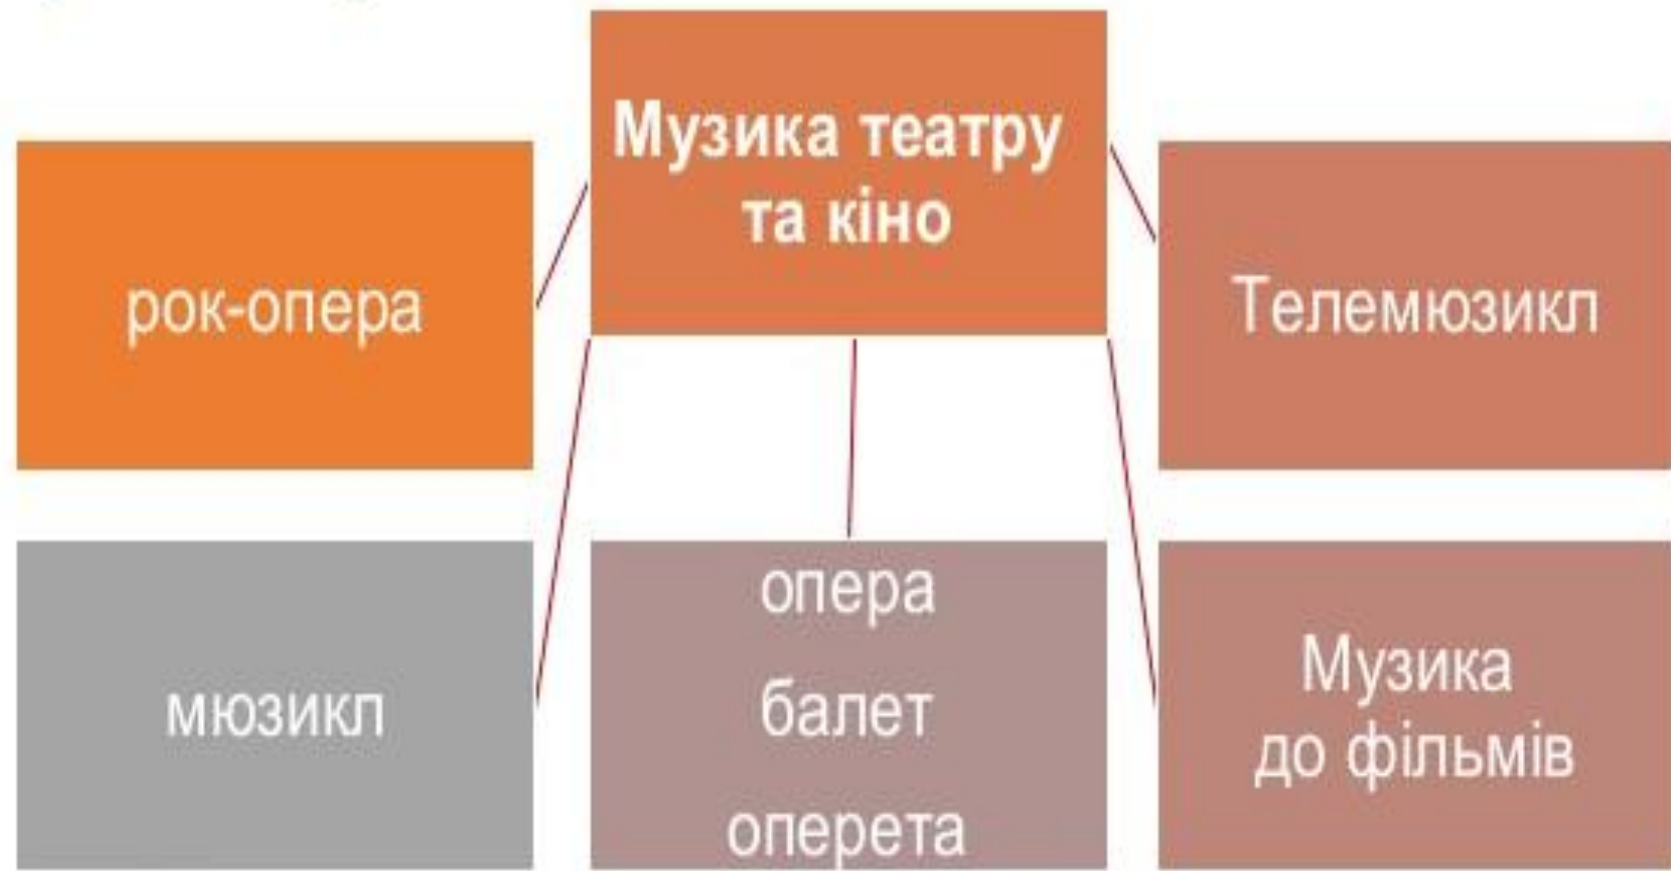 Музика театру
та кіно
рок-опера
Телемюзикл
мюзикл
опера
балет
оперета
Музика
до фільмів